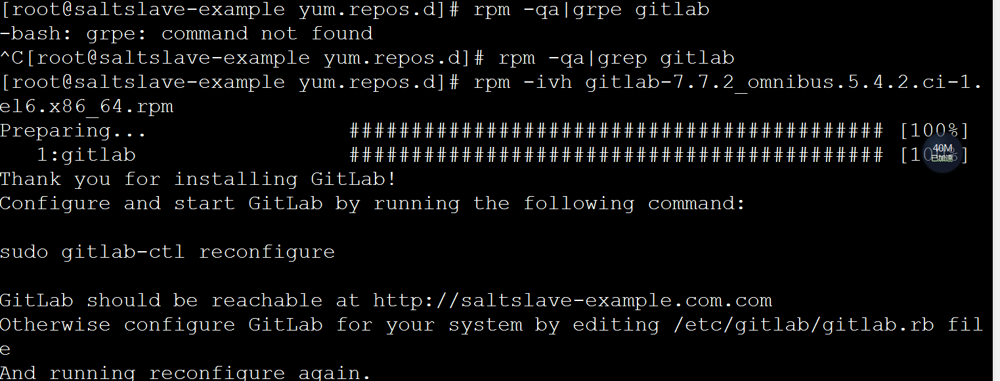 [root@saltslave-example yum.repos.d]# rpm -qa|grpe gitlab
-bash: grpe: command not found
^C[root@saltslave-example yum.repos.d]# rpm -qa|grep gitlab
[root@saltslave-example yum.repos.d]# rpm -ivh gitlab-7.7.2_omnibus.5.4.2.ci-1.
el6.x86_64.rpm
Preparing... ########################################### [100%]
1:gitlab ########################################### [100%]
40M
已加速
Thank you for installing GitLab!
Configure and start GitLab by running the following command:
sudo gitlab-ctl reconfigure
GitLab should be reachable at http://saltslave-example.com.com
Otherwise configure GitLab for your system by editing /etc/gitlab/gitlab.rb fil
e
And running reconfigure again.